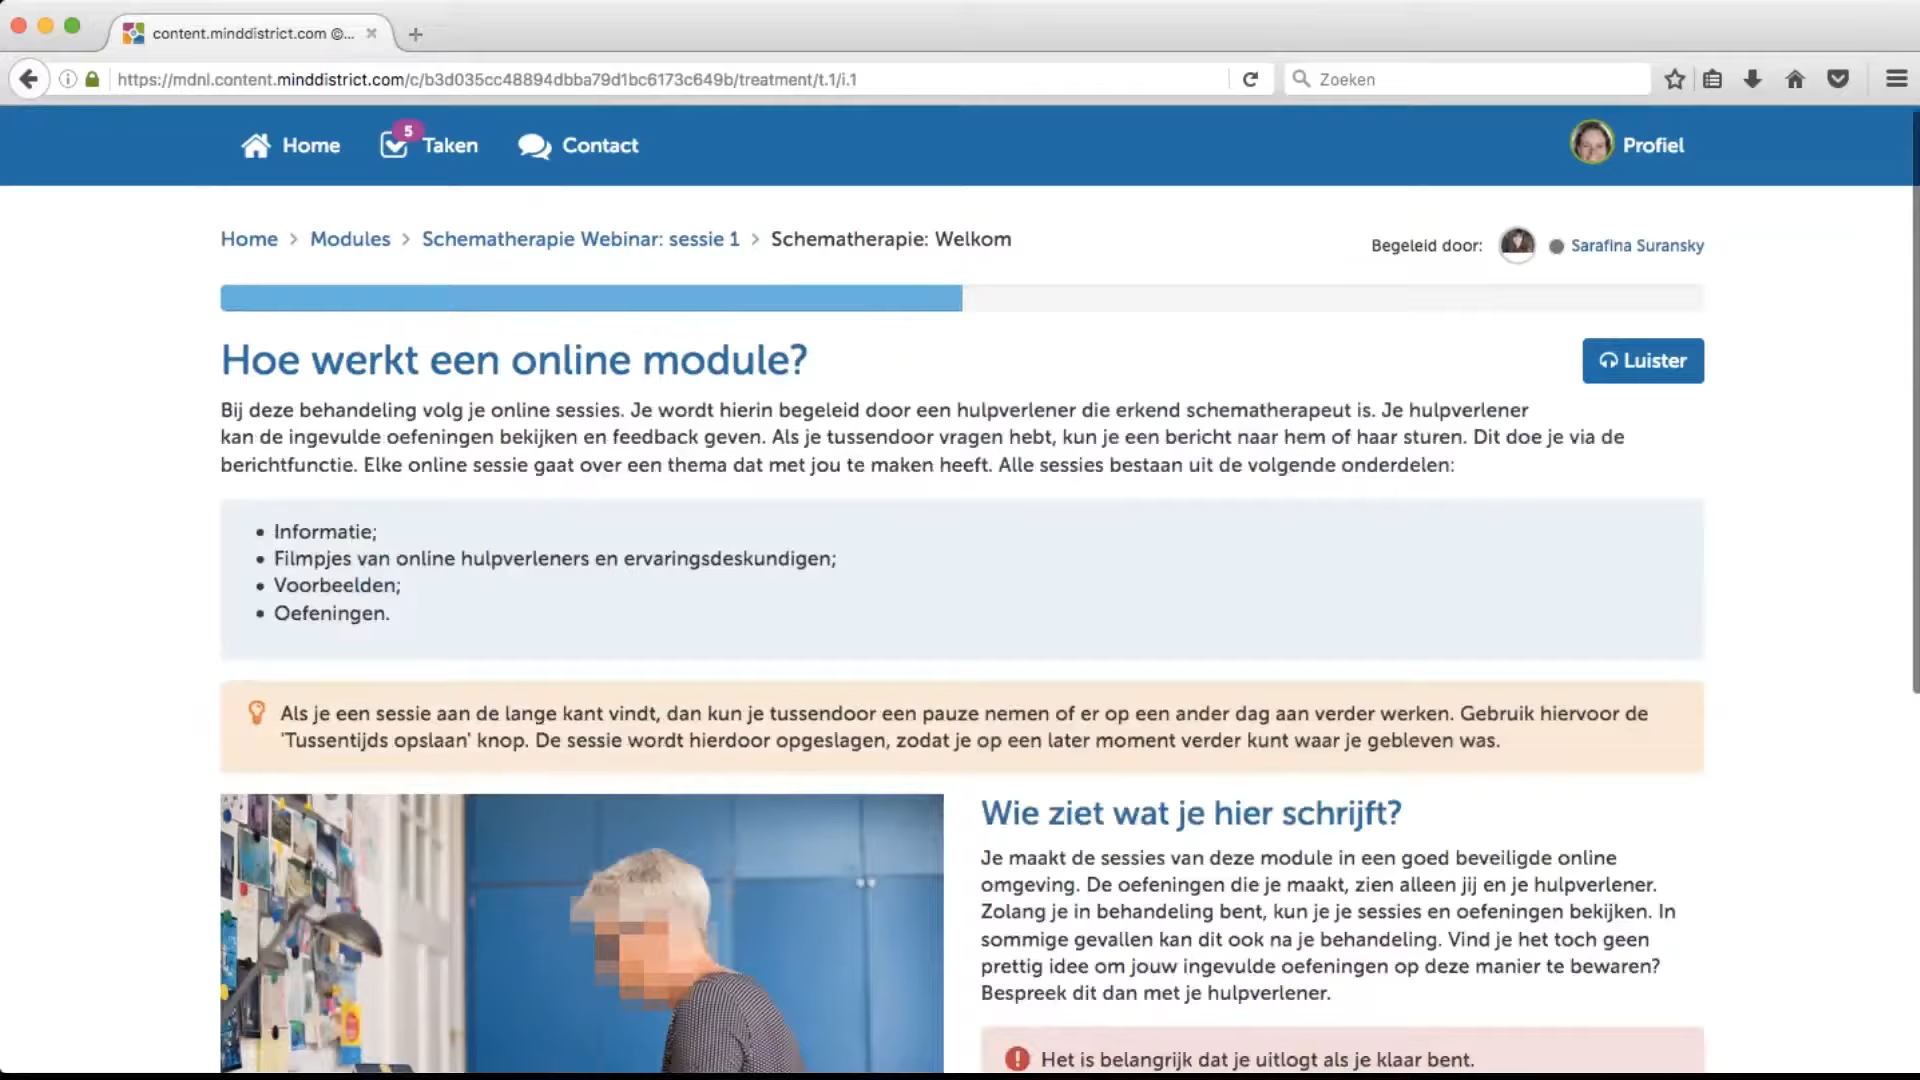 content.minddistrict.com ©...
https://mdnl.content.minddistrict.com/c/b3d035cc48894dbba79d1bc6173c649b/treatment/t.1/i.1
Zoeken
Home
5
Taken
Contact
Profiel
Home > Modules > Schematherapie Webinar: sessie 1 > Schematherapie: Welkom
Begeleid door:
Sarafina Suransky
Hoe werkt een online module?
Luister
Bij deze behandeling volg je online sessies. Je wordt hierin begeleid door een hulpverlener die erkend schematherapeut is. Je hulpverlener
kan de ingevulde oefeningen bekijken en feedback geven. Als je tussendoor vragen hebt, kun je een bericht naar hem of haar sturen. Dit doe je via de
berichtfunctie. Elke online sessie gaat over een thema dat met jou te maken heeft. Alle sessies bestaan uit de volgende onderdelen:
• Informatie;
• Filmpjes van online hulpverleners en ervaringsdeskundigen;
• Voorbeelden;
• Oefeningen.
Als je een sessie aan de lange kant vindt, dan kun je tussendoor een pauze nemen of er op een ander dag aan verder werken. Gebruik hiervoor de
'Tussentijds opslaan' knop. De sessie wordt hierdoor opgeslagen, zodat je op een later moment verder kunt waar je gebleven was.
Wie ziet wat je hier schrijft?
Je maakt de sessies van deze module in een goed beveiligde online
omgeving. De oefeningen die je maakt, zien alleen jij en je hulpverlener.
Zolang je in behandeling bent, kun je je sessies en oefeningen bekijken. In
sommige gevallen kan dit ook na je behandeling. Vind je het toch geen
prettig idee om jouw ingevulde oefeningen op deze manier te bewaren?
Bespreek dit dan met je hulpverlener.
Het is belangrijk dat je uitlogt als je klaar bent.